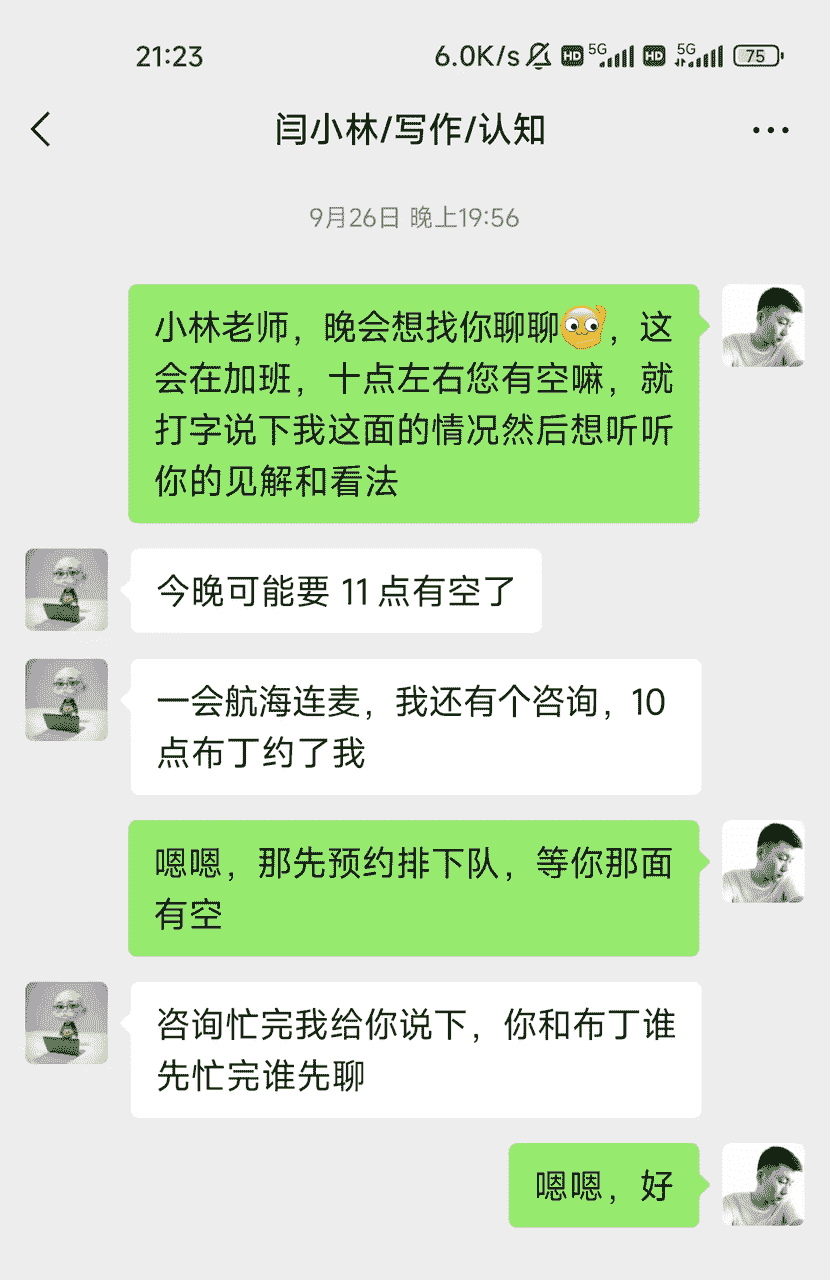 21:23
6.0K/s HD 5G HD 5G 75
闫小林/写作/认知
9月26日 晚上19:56
小林老师，晚会想找你聊聊，这
会在加班，十点左右您有空嘛，就
打字说下我这面的情况然后想听听
你的见解和看法
今晚可能要 11 点有空了
一会航海连麦，我还有个咨询，10
点布丁约了我
嗯嗯，那先预约排下队，等你那面
有空
咨询忙完我给你说下，你和布丁谁
先忙完谁先聊
嗯嗯，好